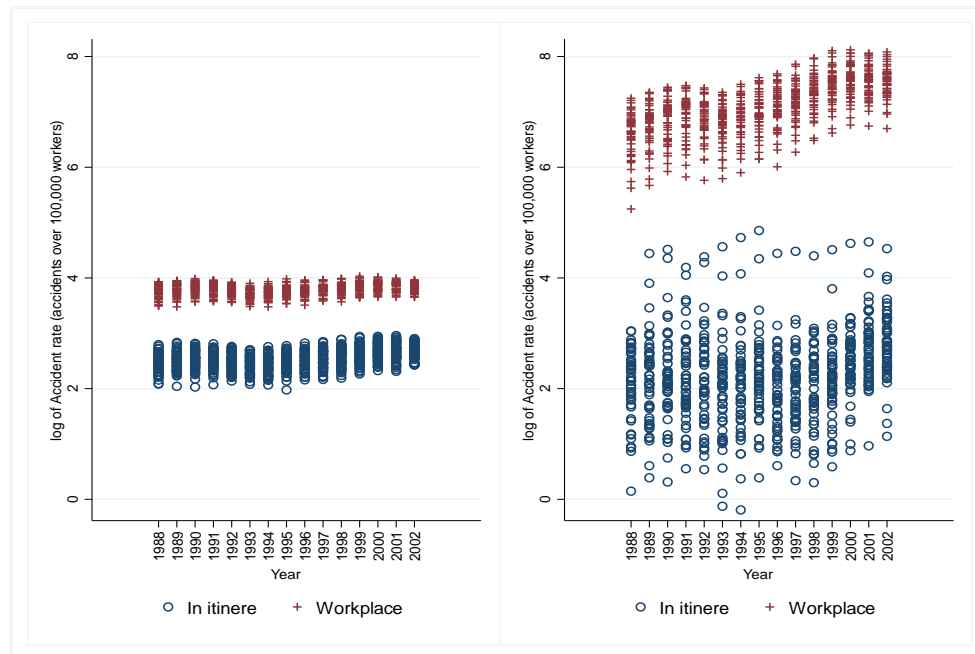 log of Accident rate (accidents over 100,000 workers)
8
6
4
2
0
1988 1989 1990 1991 1992 1993 1994 1995 1996 1997 1998 1999 2000 2001 2002
Year
In itinere Workplace
log of Accident rate (accidents over 100,000 workers)
8
6
4
2
0
1988 1989 1990 1991 1992 1993 1994 1995 1996 1997 1998 1999 2000 2001 2002
Year
In itinere Workplace